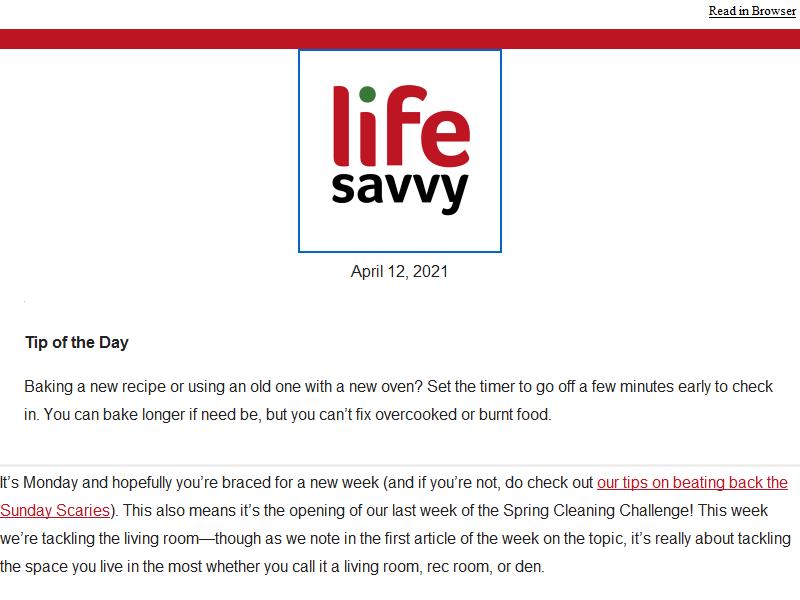 Read in Browser
life
savvy
April 12, 2021
Tip of the Day
Baking a new recipe or using an old one with a new oven? Set the timer to go off a few minutes early to check
in. You can bake longer if need be, but you can’t fix overcooked or burnt food.
It’s Monday and hopefully you’re braced for a new week (and if you’re not, do check out our tips on beating back the
Sunday Scaries). This also means it’s the opening of our last week of the Spring Cleaning Challenge! This week
we’re tackling the living room—though as we note in the first article of the week on the topic, it’s really about tackling
the space you live in the most whether you call it a living room, rec room, or den.